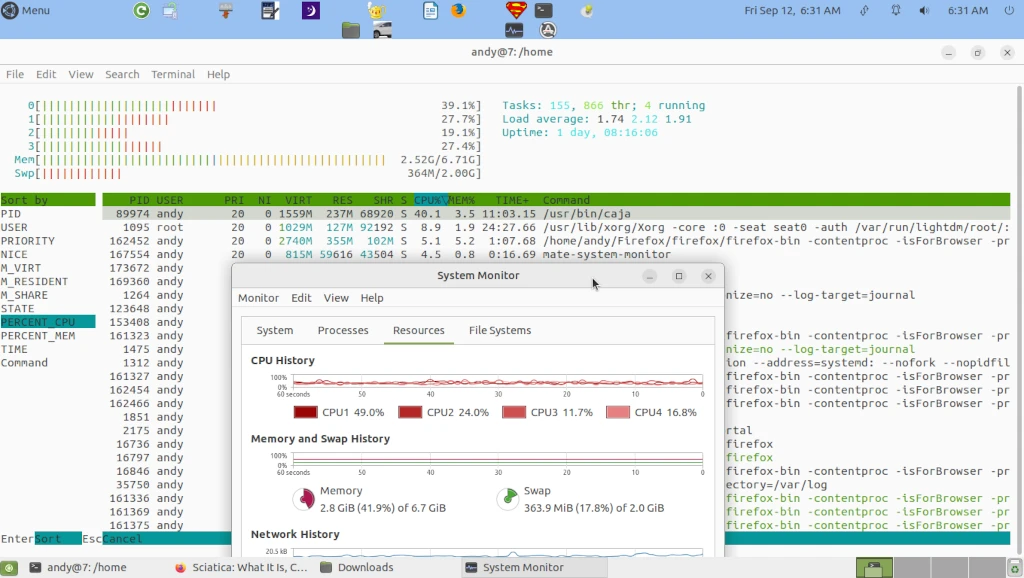 Menu
Fri Sep 12, 6:31 AM
6:31 AM
andy@7: /home
File Edit View Search Terminal Help
0[||||||||||||||||||||||||||| 39.1%] Tasks: 155, 866 thr; 4 running
1[|||||||||||||||||||| 27.7%] Load average: 1.74 2.12 1.91
2[|||||||||||||| 19.1%] Uptime: 1 day, 08:16:06
3[||||||||||||||||||| 27.4%]
Mem[|||||||||||||||||||||||||||||||||||||||||||||||||||| 2.52G/6.71G]
Swp[||||||||||||| 364M/2.00G]
Sort by PID USER PRI NI VIRT RES SHR S CPU%▽MEM% TIME+ Command
PID 89974 andy 20 0 1559M 237M 68920 S 40.1 3.5 11:03.15 /usr/bin/caja
USER 1095 root 20 0 1029M 127M 92192 S 8.9 1.9 24:27.66 /usr/lib/xorg/Xorg -core :0 -seat seat0 -auth /var/run/lightdm/root/:
PRIORITY 162452 andy 20 0 2740M 355M 102M S 5.1 5.2 1:07.68 /home/andy/Firefox/firefox/firefox-bin -contentproc -isForBrowser -pr
NICE 167554 andy 20 0 815M 59616 43504 S 4.5 0.8 0:16.69 mate-system-monitor
M_VIRT 173672 andy
M_RESIDENT 169360 andy
M_SHARE 1264 andy nize=no --log-target=journal
STATE 123648 andy
PERCENT_CPU 153408 andy
PERCENT_MEM 161323 andy firefox-bin -contentproc -isForBrowser -pr
TIME 1475 andy nize=no --log-target=journal
Command 1312 andy ion --address=systemd: --nofork --nopidfil
161327 andy firefox-bin -contentproc -isForBrowser -pr
162454 andy firefox-bin -contentproc -isForBrowser -pr
162466 andy firefox-bin -contentproc -isForBrowser -pr
1851 andy
2175 andy rtal
16736 andy firefox
16797 andy firefox
16846 andy firefox-bin -contentproc -isForBrowser -pr
35750 andy ectory=/var/log
161336 andy firefox-bin -contentproc -isForBrowser -pr
161369 andy firefox-bin -contentproc -isForBrowser -pr
161375 andy firefox-bin -contentproc -isForBrowser -pr
EnterSort EscCancel
System Monitor
Monitor Edit View Help
System Processes Resources File Systems
CPU History
100%
0%
60 seconds 50 40 30 20 10 0
CPU1 49.0% CPU2 24.0% CPU3 11.7% CPU4 16.8%
Memory and Swap History
100%
0%
60 seconds 50 40 30 20 10 0
Memory
2.8 GiB (41.9%) of 6.7 GiB
Swap
363.9 MiB (17.8%) of 2.0 GiB
Network History
20.5 kB
andy@7: /home
Sciatica: What It Is, C...
Downloads
System Monitor